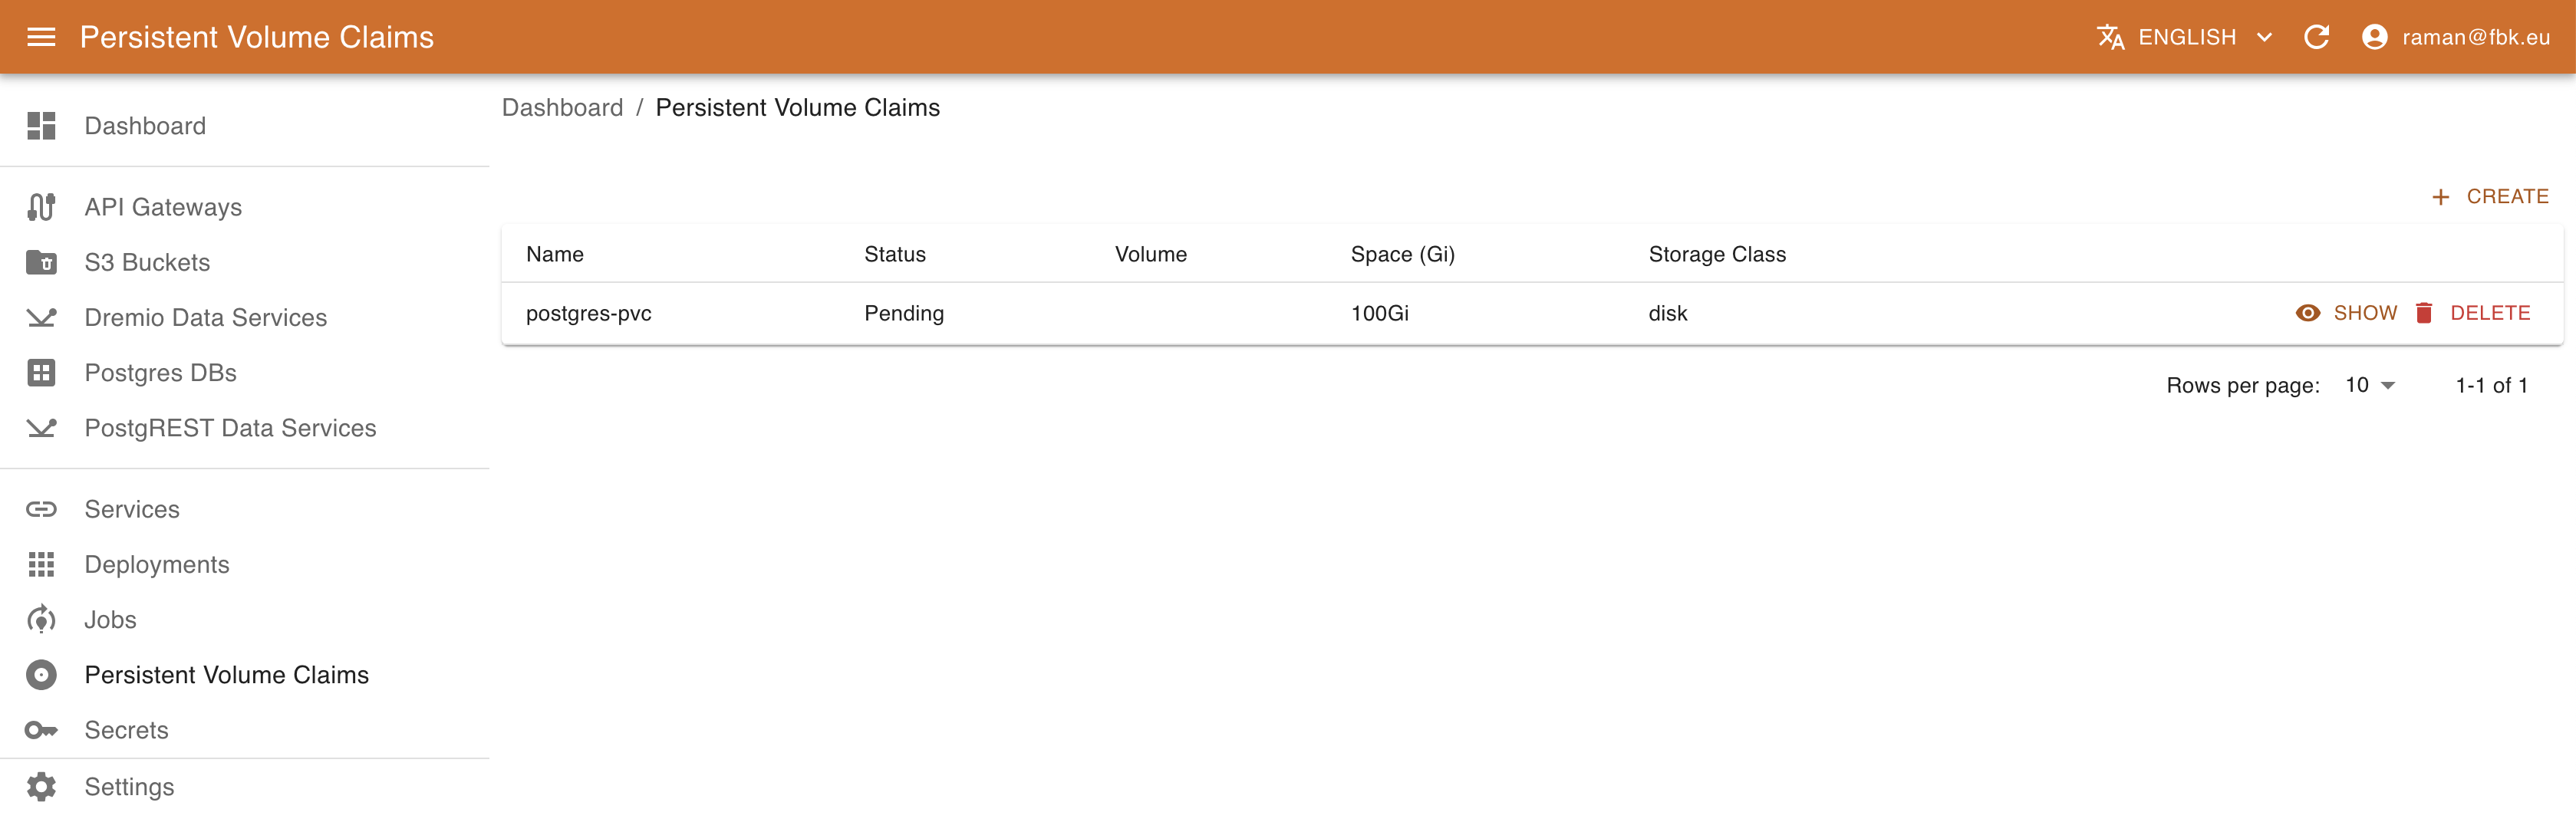 Persistent Volume Claims
ENGLISH
raman@fbk.eu
Dashboard
API Gateways
S3 Buckets
Dremio Data Services
Postgres DBs
PostgREST Data Services
Services
Deployments
Jobs
Persistent Volume Claims
Secrets
Settings
Dashboard / Persistent Volume Claims
CREATE
Name Status Volume Space (Gi) Storage Class
postgres-pvc Pending 100Gi disk SHOW DELETE
Rows per page: 10 1-1 of 1